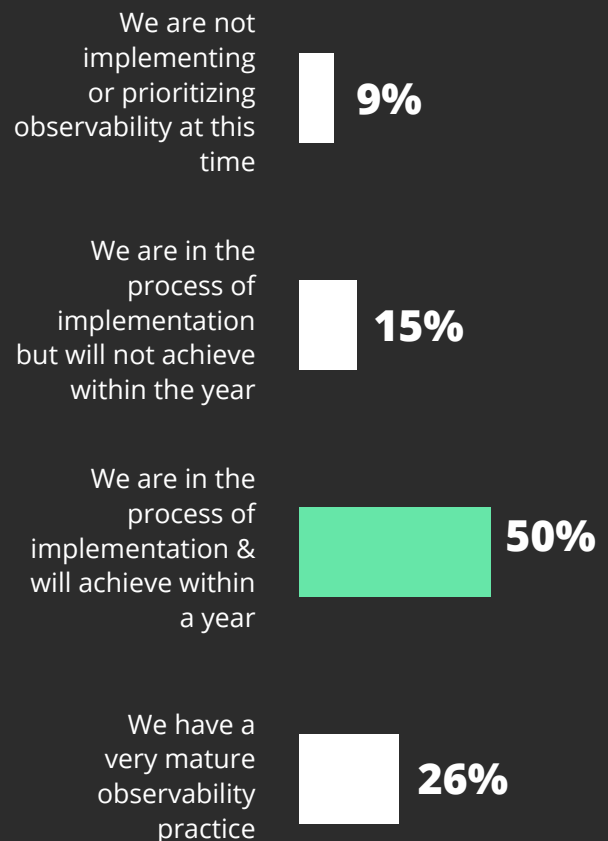 We are not
implementing
or prioritizing
observability at this
time
9%
We are in the
process of
implementation
but will not achieve
within the year
15%
We are in the
process of
implementation &
will achieve within
a year
50%
We have a
very mature
observability
practice
26%